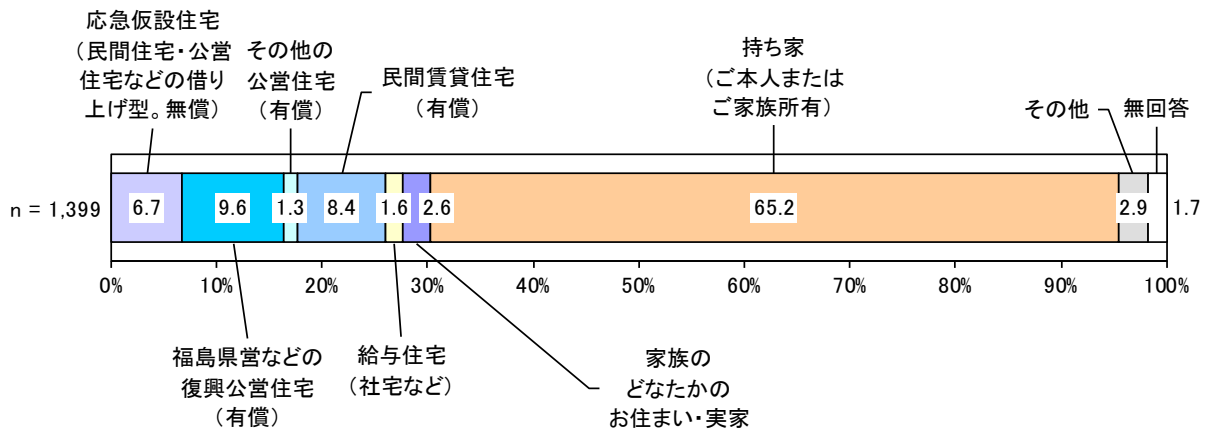 応急仮設住宅
（民間住宅・公営
住宅などの借り
上げ型。無償）
その他の
公営住宅
（有償）
民間賃貸住宅
（有償）
持ち家
（ご本人または
ご家族所有）
その他
無回答
n = 1,399
6.7
9.6
1.3
8.4
1.6
2.6
65.2
2.9
1.7
0%
10%
20%
30%
40%
50%
60%
70%
80%
90%
100%
福島県営などの
復興公営住宅
（有償）
給与住宅
（社宅など）
家族の
どなたかの
お住まい・実家